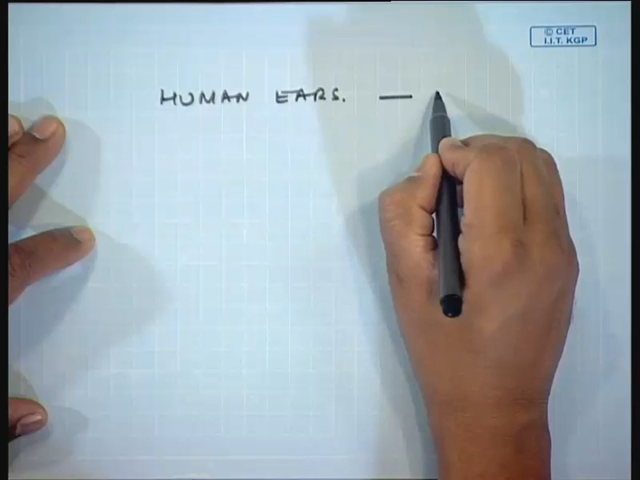 © CET
I.I.T. KGP
HUMAN EARS. —